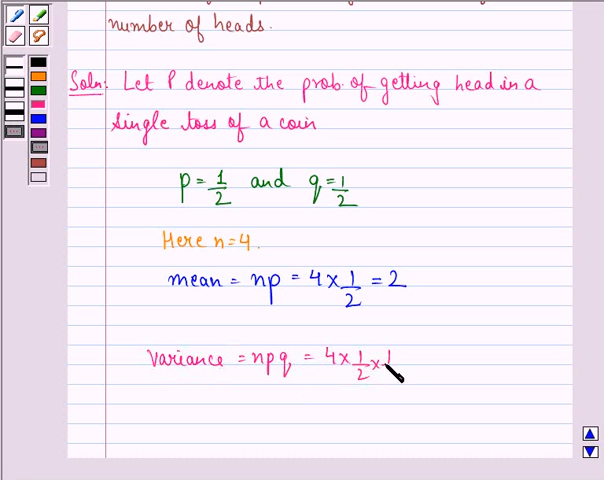 number of heads.
Soln: Let P denote the prob. of getting head in a
single toss of a coin
p = 1/2 and q = 1/2
Here n = 4.
mean = np = 4 × 1/2 = 2
Variance = npq = 4 × 1/2 × 1